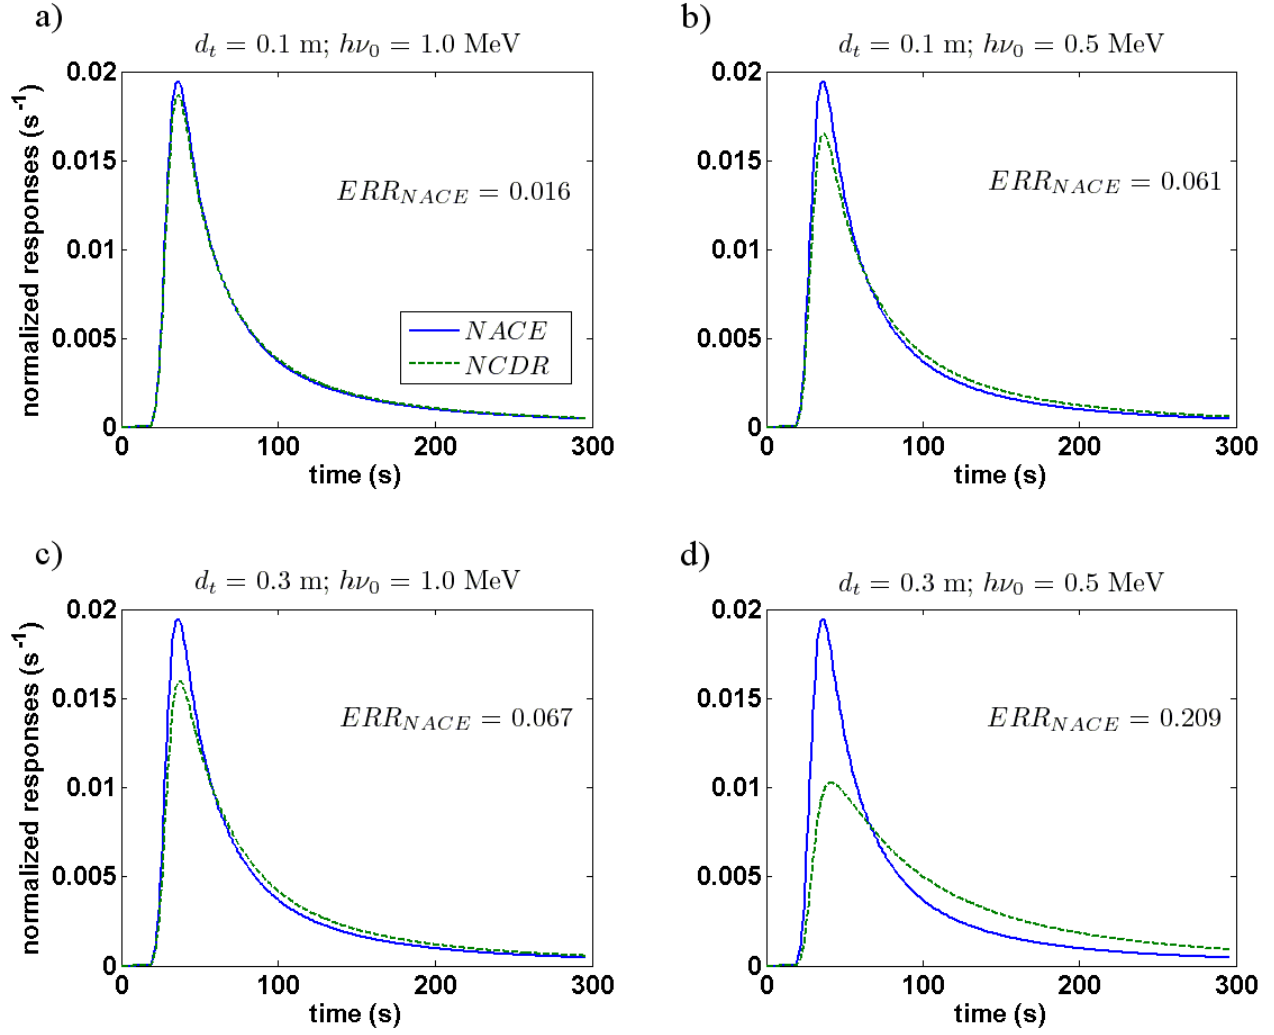 a)
d_t = 0.1 m; hν_0 = 1.0 MeV
normalized responses (s^-1)
0.02
0.015
0.01
0.005
0
ERR_NACE = 0.016
NACE
NCDR
0 100 200 300
time (s)
b)
d_t = 0.1 m; hν_0 = 0.5 MeV
0.02
0.015
0.01
0.005
0
ERR_NACE = 0.061
0 100 200 300
time (s)
c)
d_t = 0.3 m; hν_0 = 1.0 MeV
normalized responses (s^-1)
0.02
0.015
0.01
0.005
0
ERR_NACE = 0.067
0 100 200 300
time (s)
d)
d_t = 0.3 m; hν_0 = 0.5 MeV
0.02
0.015
0.01
0.005
0
ERR_NACE = 0.209
0 100 200 300
time (s)